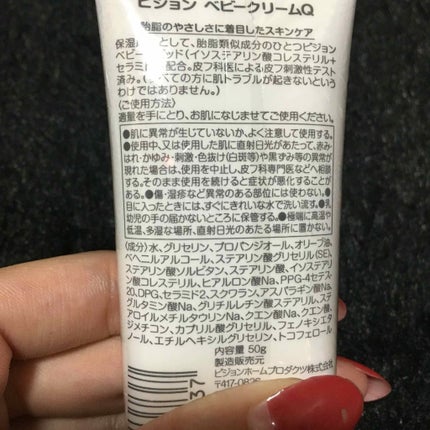 ピジョン ベビークリームQ
胎脂のやさしさに着目したスキンケア
保湿 として、胎脂類似成分のひとつピジョン
ベビー ッド(イソステアリン酸コレステリル+
セラミ 配合。皮フ科医による皮フ刺激性テスト
済み。(すべての方に肌トラブルが起きないという
わけではありません。)
〈ご使用方法〉
適量を手にとり、お肌になじませてご使用ください。
●肌に異常が生じていないか、よく注意して使用する。
●使用中、又は使用した肌に直射日光があたって、赤み・
はれ・かゆみ・刺激・色抜け(白斑等)や黒ずみ等の異常が
現れた場合は、使用を中止し、皮フ科専門医などへ相談
する。そのまま使用を続けると症状が悪化することがあ
る。●傷・湿疹など異常のある部位には使わない。●
目に入ったときには、すぐにきれいな水で洗い流す。●乳
幼児の手の届かないところに保管する。●極端に高温や
低温、多湿な場所、直射日光のあたる場所に置かない。
〈成分〉水、グリセリン、プロパンジオール、オリーブ油、
ベヘニルアルコール、ステアリン酸グリセリル(SE)、
ステアリン酸ソルビタン、ステアリン酸、イソステアリ
ン酸コレステリル、ヒアルロン酸Na、PPG-4セテス-
20、DPG、セラミド2、スクワラン、アスパラギン酸Na、
グルタミン酸Na、グリチルレチン酸ステアリル、ステ
アロイルメチルタウリンNa、クエン酸Na、クエン酸、
ジメチコン、カプリル酸グリセリル、フェノキシエタ
ノール、エチルヘキシルグリセリン、トコフェロール
内容量 50g
製造販売元
ピジョンホームプロダクツ株式会
〒417-08
37